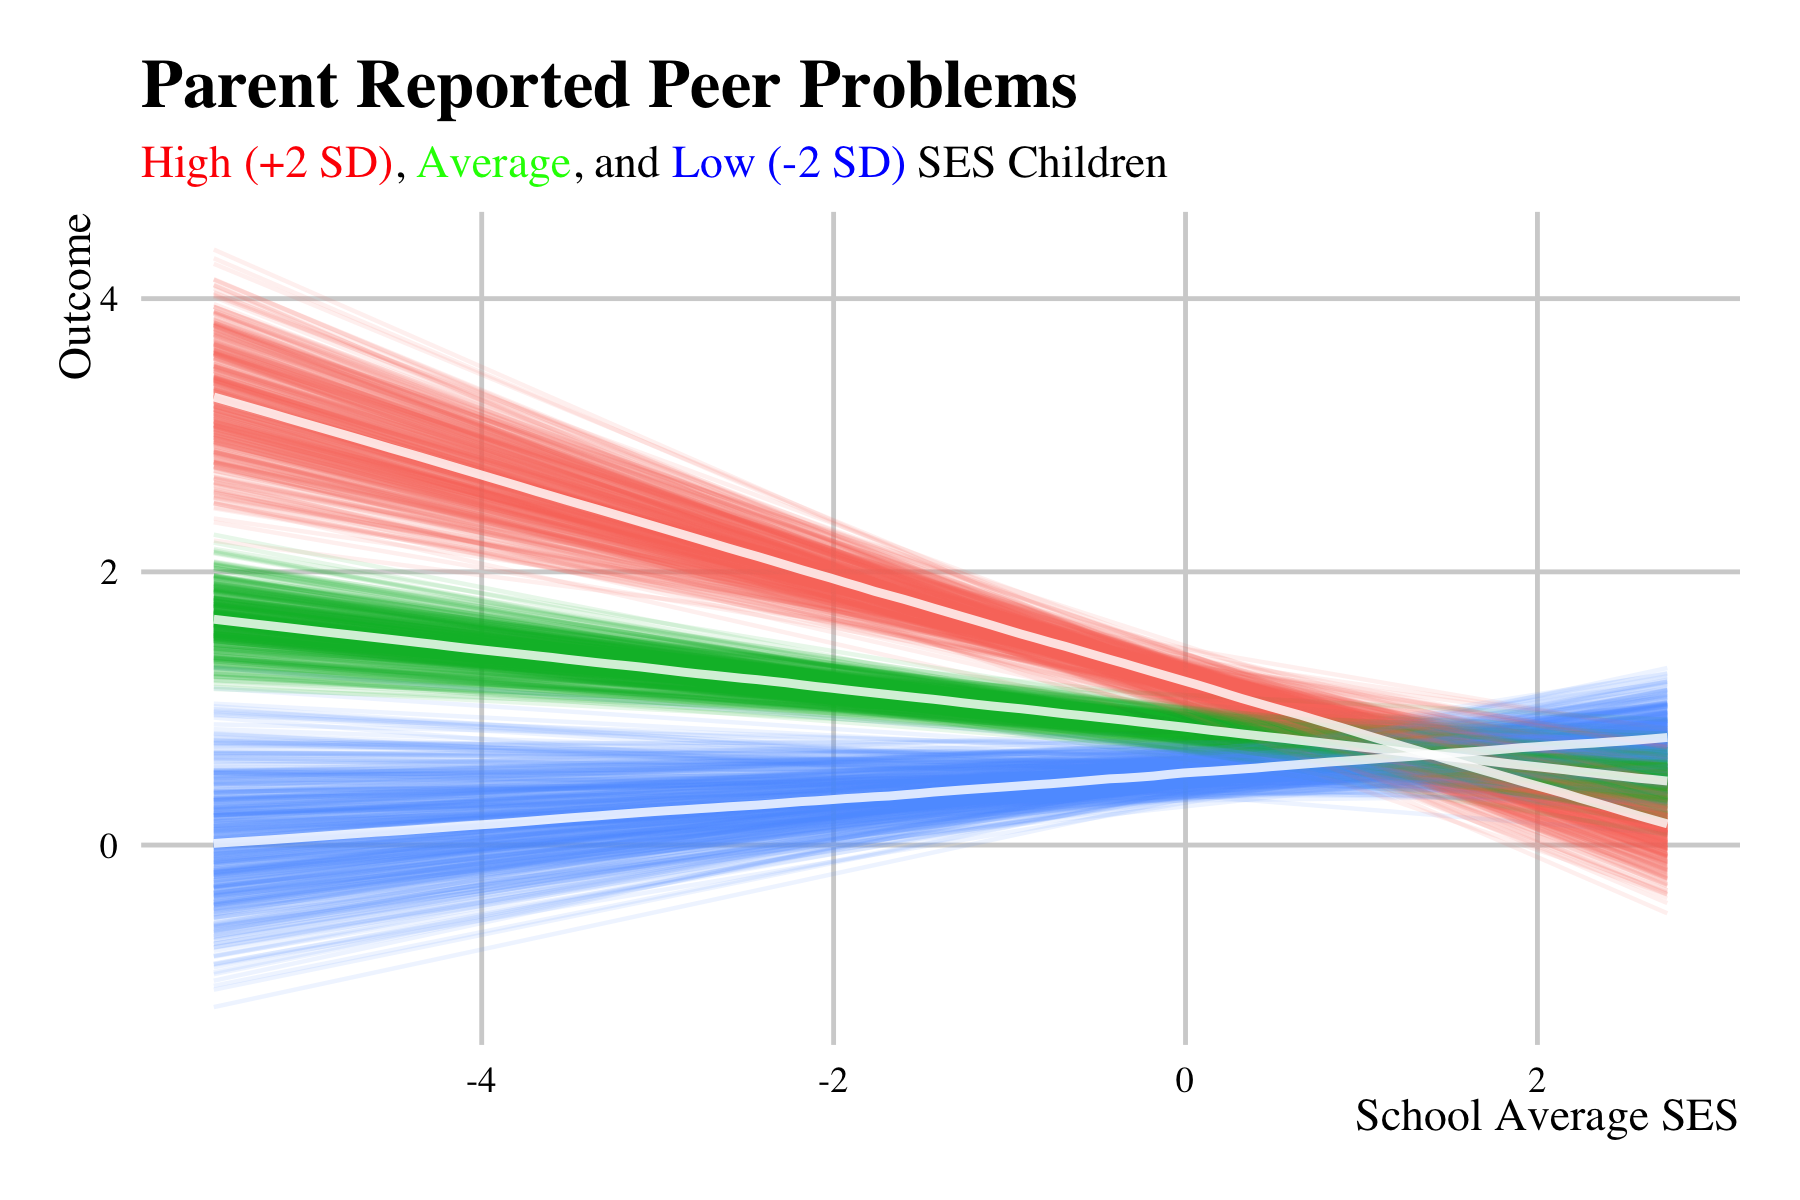 Parent Reported Peer Problems
High (+2 SD), Average, and Low (-2 SD) SES Children
Outcome
4
2
0
-4
-2
0
2
School Average SES